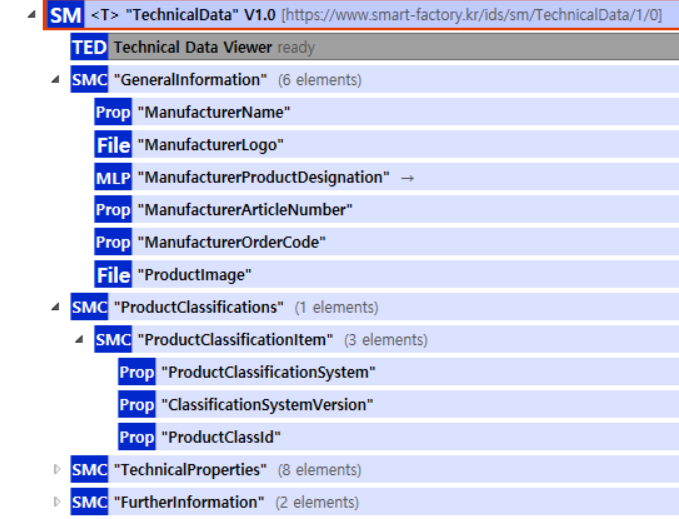 SM <T> "TechnicalData" V1.0 [https://www.smart-factory.kr/ids/sm/TechnicalData/1/0]
TED Technical Data Viewer ready
SMC "GeneralInformation" (6 elements)
Prop "ManufacturerName"
File "ManufacturerLogo"
MLP "ManufacturerProductDesignation" →
Prop "ManufacturerArticleNumber"
Prop "ManufacturerOrderCode"
File "ProductImage"
SMC "ProductClassifications" (1 elements)
SMC "ProductClassificationItem" (3 elements)
Prop "ProductClassificationSystem"
Prop "ClassificationSystemVersion"
Prop "ProductClassId"
SMC "TechnicalProperties" (8 elements)
SMC "FurtherInformation" (2 elements)